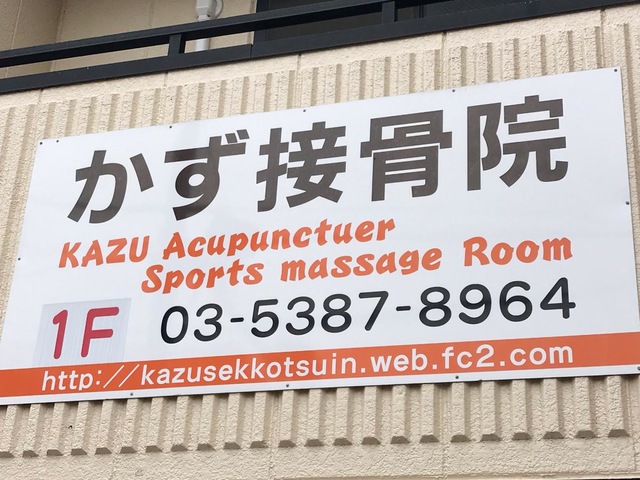 かず接骨院
KAZU Acupunctuer
Sports massage Room
1F 03-5387-8964
http://kazusekkotsuin.web.fc2.com